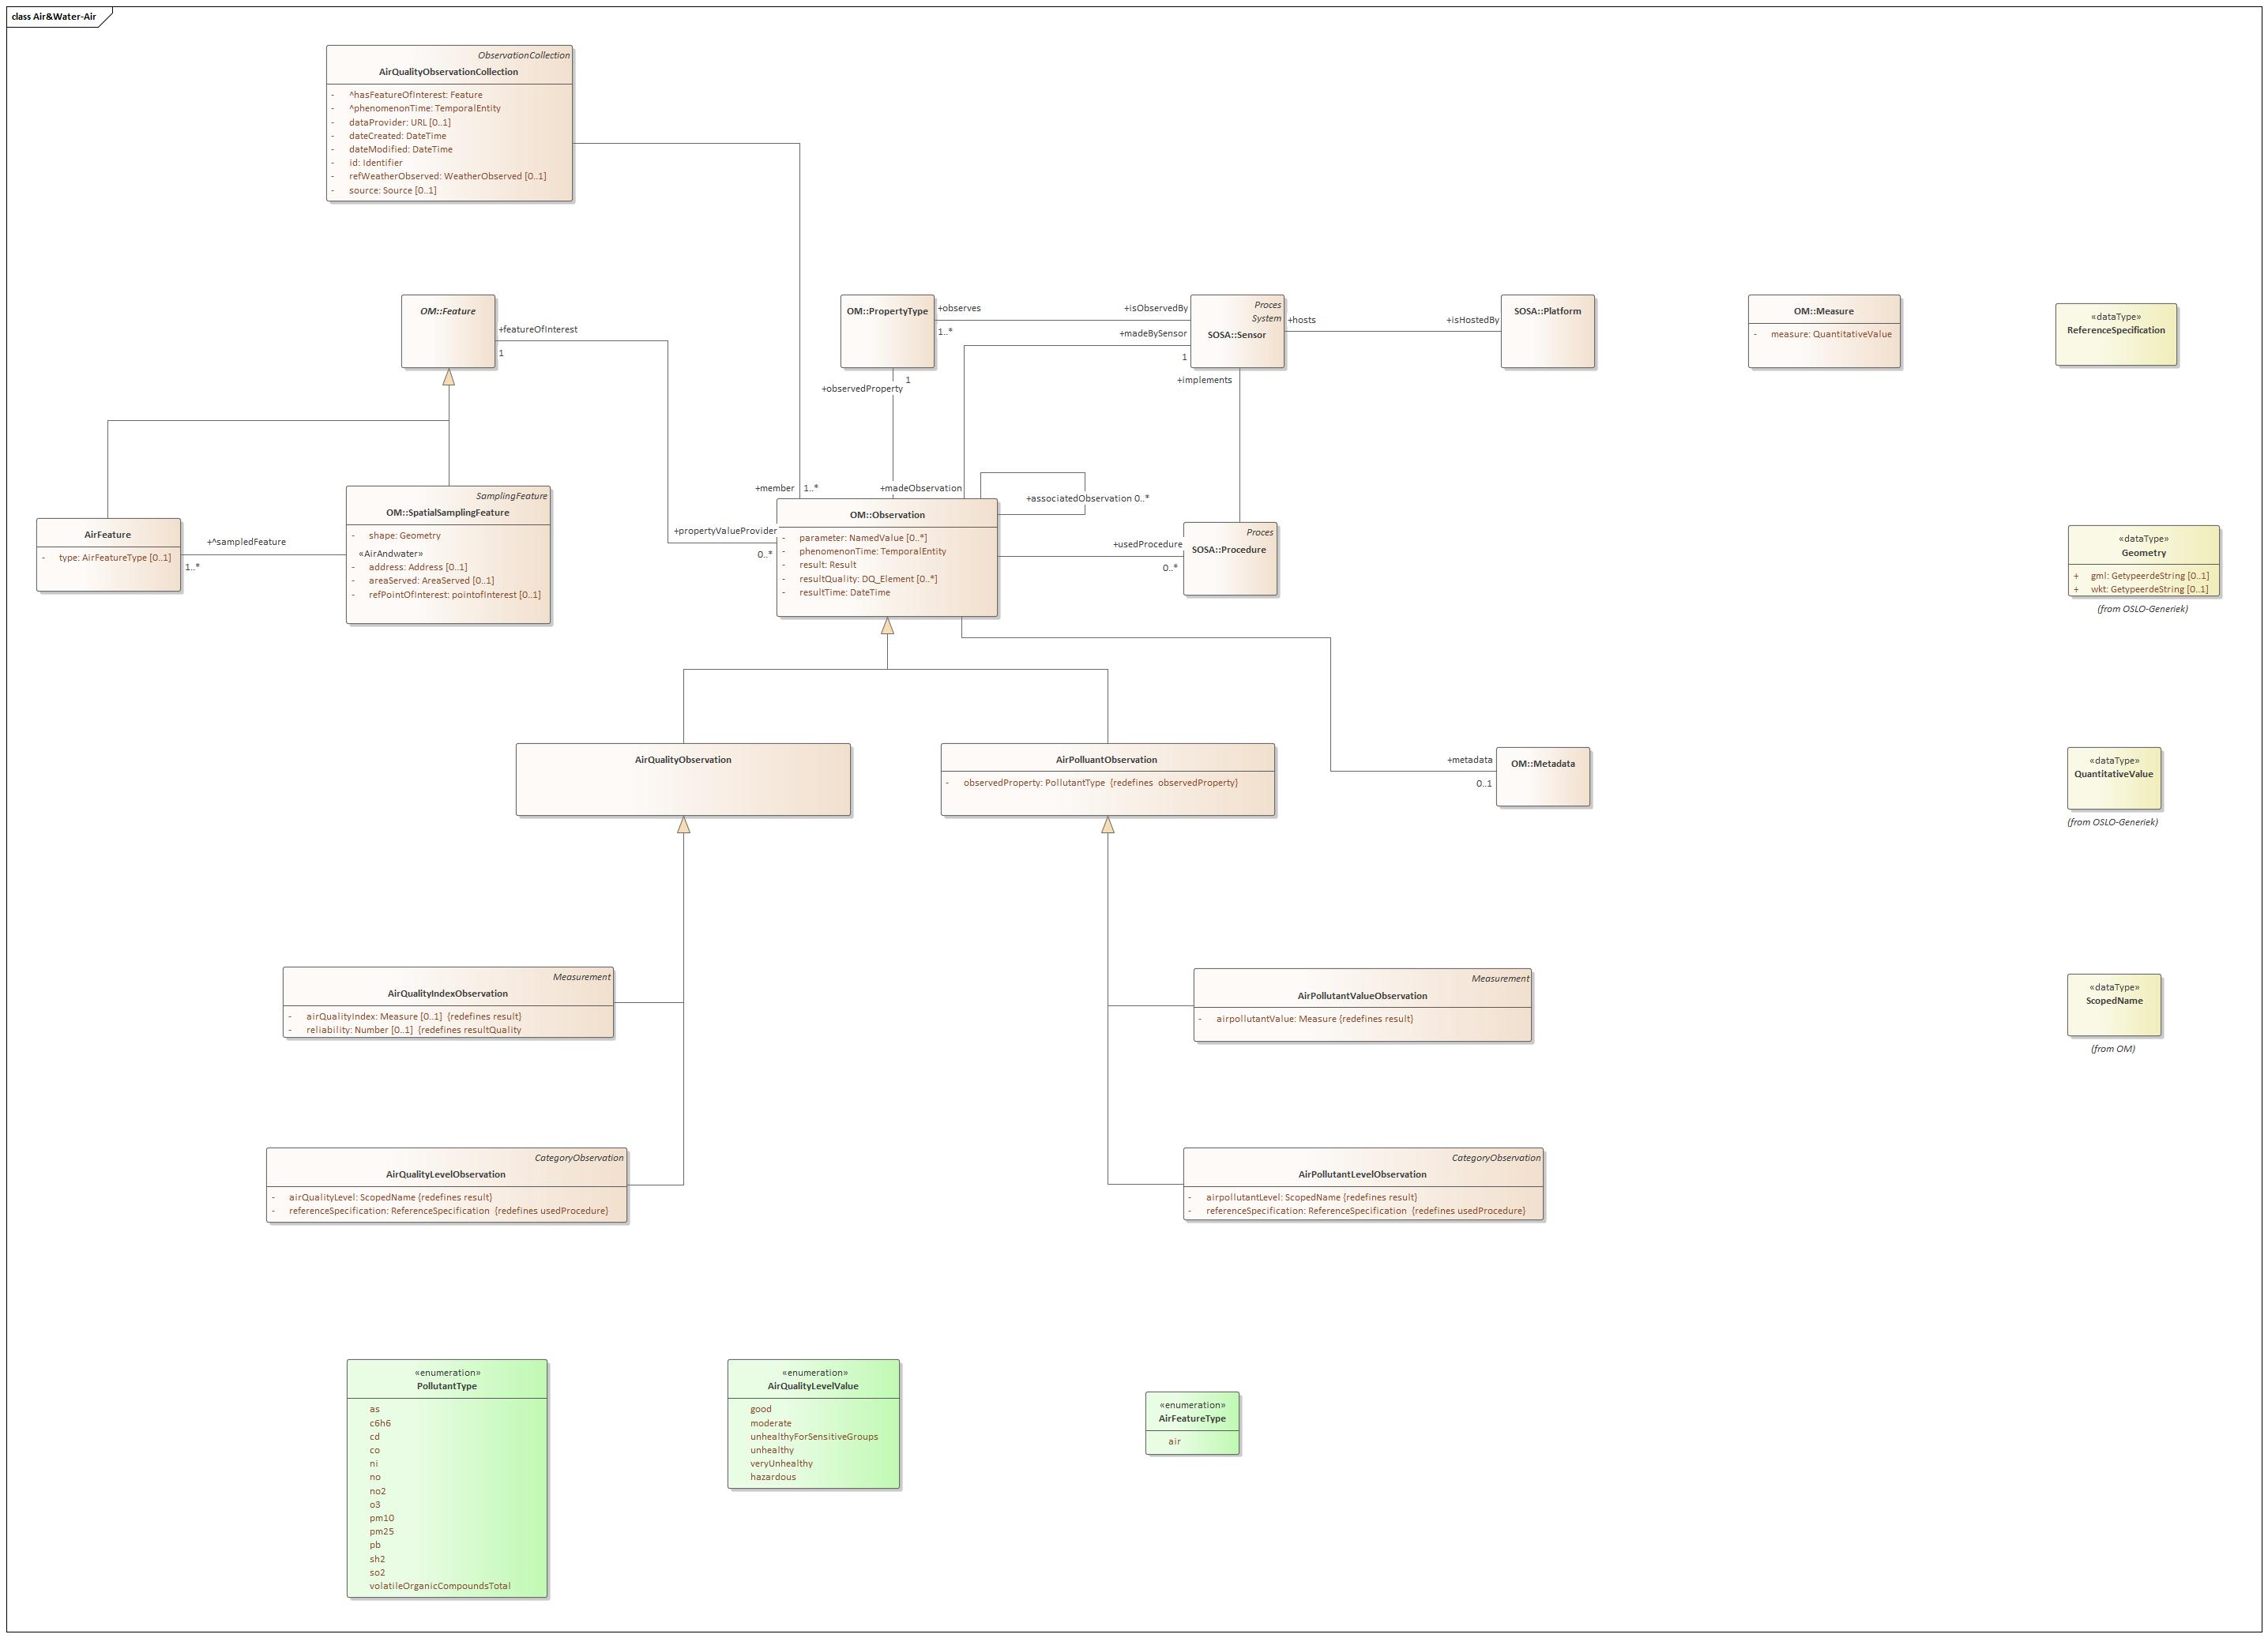 class Air&Water-Air
ObservationCollection
AirQualityObservationCollection
- ^hasFeatureOfInterest: Feature
- ^phenomenonTime: TemporalEntity
- dataProvider: URL [0..1]
- dateCreated: DateTime
- dateModified: DateTime
- id: Identifier
- refWeatherObserved: WeatherObserved [0..1]
- source: Source [0..1]
OM::Feature
+featureOfInterest
1
OM::PropertyType
+observes
1..*
+isObservedBy
+madeBySensor
1
Proces
System
SOSA::Sensor
+hosts
+isHostedBy
SOSA::Platform
OM::Measure
- measure: QuantitativeValue
«dataType»
ReferenceSpecification
1
+observedProperty
+implements
+member
1..*
+madeObservation
+associatedObservation 0..*
AirFeature
- type: AirFeatureType [0..1]
+^sampledFeature
1..*
SamplingFeature
OM::SpatialSamplingFeature
- shape: Geometry
«AirAndwater»
- address: Address [0..1]
- areaServed: AreaServed [0..1]
- refPointOfInterest: pointofInterest [0..1]
+propertyValueProvider
0..*
OM::Observation
- parameter: NamedValue [0..*]
- phenomenonTime: TemporalEntity
- result: Result
- resultQuality: DQ_Element [0..*]
- resultTime: DateTime
+usedProcedure
0..*
Proces
SOSA::Procedure
«dataType»
Geometry
+ gml: GetypeerdeString [0..1]
+ wkt: GetypeerdeString [0..1]
(from OSLO-Generiek)
AirQualityObservation
AirPolluantObservation
- observedProperty: PollutantType {redefines observedProperty}
+metadata
0..1
OM::Metadata
«dataType»
QuantitativeValue
(from OSLO-Generiek)
Measurement
AirQualityIndexObservation
- airQualityIndex: Measure [0..1] {redefines result}
- reliability: Number [0..1] {redefines resultQuality
Measurement
AirPollutantValueObservation
- airpollutantValue: Measure {redefines result}
«dataType»
ScopedName
(from OM)
CategoryObservation
AirQualityLevelObservation
- airQualityLevel: ScopedName {redefines result}
- referenceSpecification: ReferenceSpecification {redefines usedProcedure}
CategoryObservation
AirPollutantLevelObservation
- airpollutantLevel: ScopedName {redefines result}
- referenceSpecification: ReferenceSpecification {redefines usedProcedure}
«enumeration»
PollutantType
as
c6h6
cd
co
ni
no
no2
o3
pm10
pm25
pb
sh2
so2
volatileOrganicCompoundsTotal
«enumeration»
AirQualityLevelValue
good
moderate
unhealthyForSensitiveGroups
unhealthy
veryUnhealthy
hazardous
«enumeration»
AirFeatureType
air